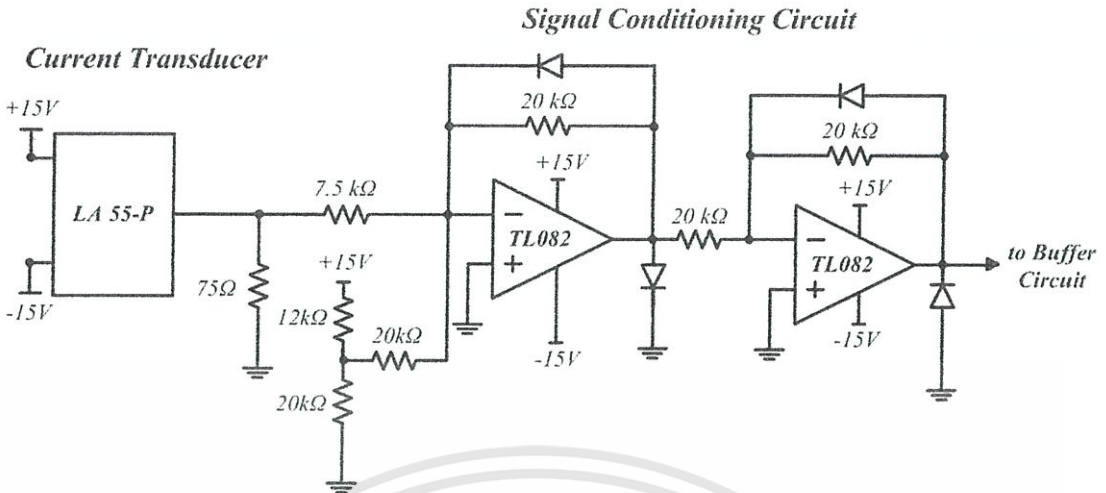 Signal Conditioning Circuit
Current Transducer
+15V
LA 55-P
-15V
75Ω
7.5 kΩ
+15V
12kΩ
20kΩ
20kΩ
20 kΩ
+15V
−
TL082
+
-15V
20 kΩ
20 kΩ
+15V
−
TL082
+
-15V
to Buffer
Circuit